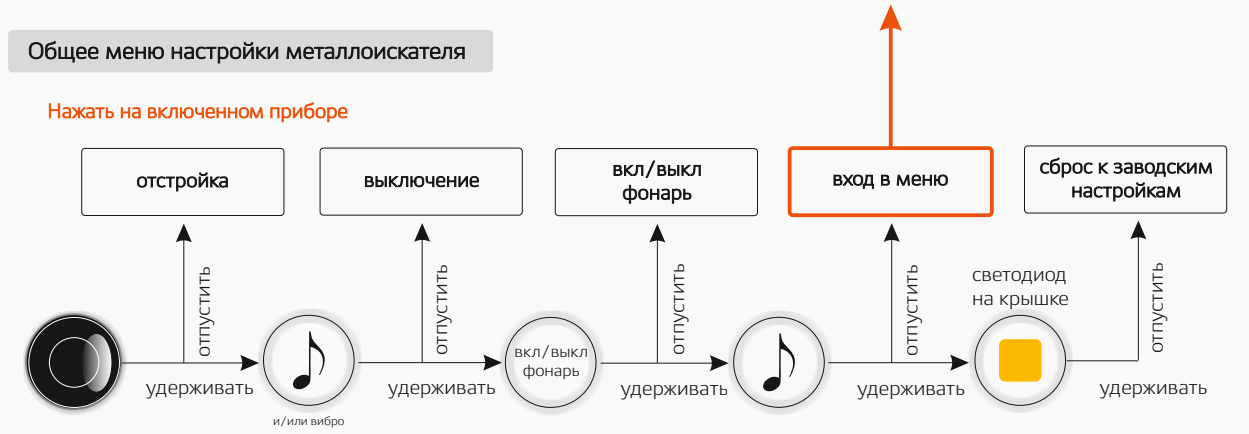 Общее меню настройки металлоискателя
Нажать на включенном приборе
отстройка
выключение
вкл/выкл
фонарь
вход в меню
сброс к заводским
настройкам
отпустить
отпустить
отпустить
отпустить
светодиод
на крышке
отпустить
удерживать
и/или вибро
удерживать
вкл/выкл
фонарь
удерживать
удерживать
удерживать